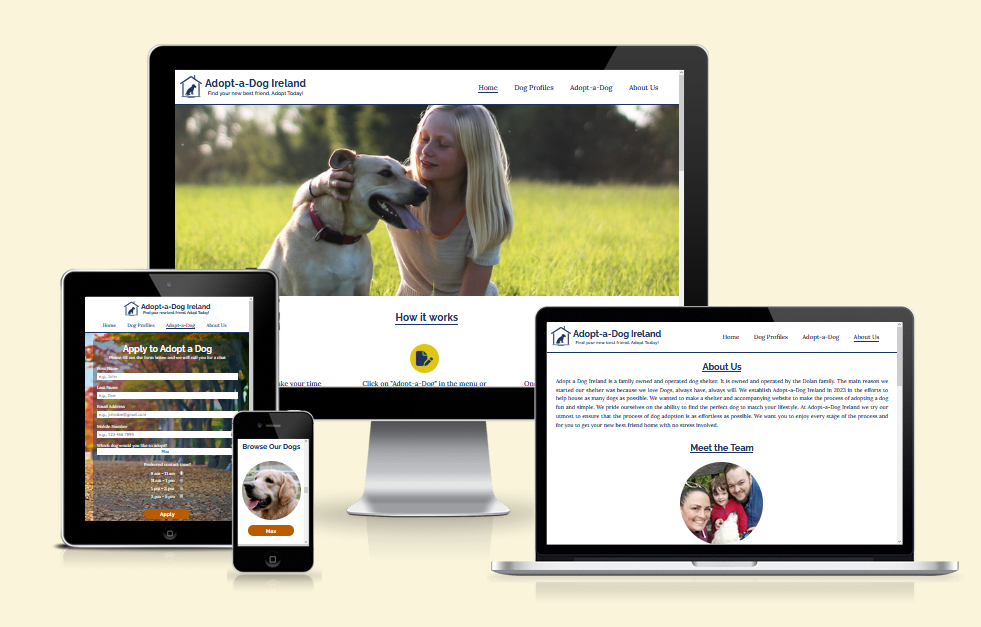 Adopt-a-Dog Ireland
Find your new best friend, Adopt Today!
Home
Dog Profiles
Adopt-a-Dog
About Us
How it works
ake your time
Click on "Adopt-a-Dog" in the menu or
Adopt-a-Dog Ireland
Find your new best friend, Adopt Today!
Home
Dog Profiles
Adopt-a-Dog
About Us
Apply to Adopt a Dog
Please fill out the form below and we will call you for a chat
First Name
e.g., John
Last Name
e.g., Doe
Email Address
e.g., johndoe@gmail.com
Mobile Number
Which dog would you like to adopt?
Max
Preferred contact time?
9 am - 11 am
11 am - 1 pm
1 pm - 3 pm
3 pm - 5 pm
Apply
Browse Our Dogs
Max
Adopt-a-Dog Ireland
Find your new best friend, Adopt Today!
Home
Dog Profiles
Adopt-a-Dog
About Us
About Us
Adopt a Dog Ireland is a family owned and operated dog shelter. It is owned and operated by the Dolan family. The main reason we
started our shelter was because we love Dogs, always have, always will. We establish Adopt-a-Dog Ireland in 2023 in the efforts to
help house as many dogs as possible. We wanted to make a shelter and accompanying website to make the process of adopting a dog
fun and simple. We pride ourselves on the ability to find the perfect dog to match your lifestyle. At Adopt-a-Dog Ireland we try our
utmost to ensure that the process of dog adoption is as effortless as possible. We want you to enjoy every stage of the process and
for you to get your new best friend home with no stress involved.
Meet the Team